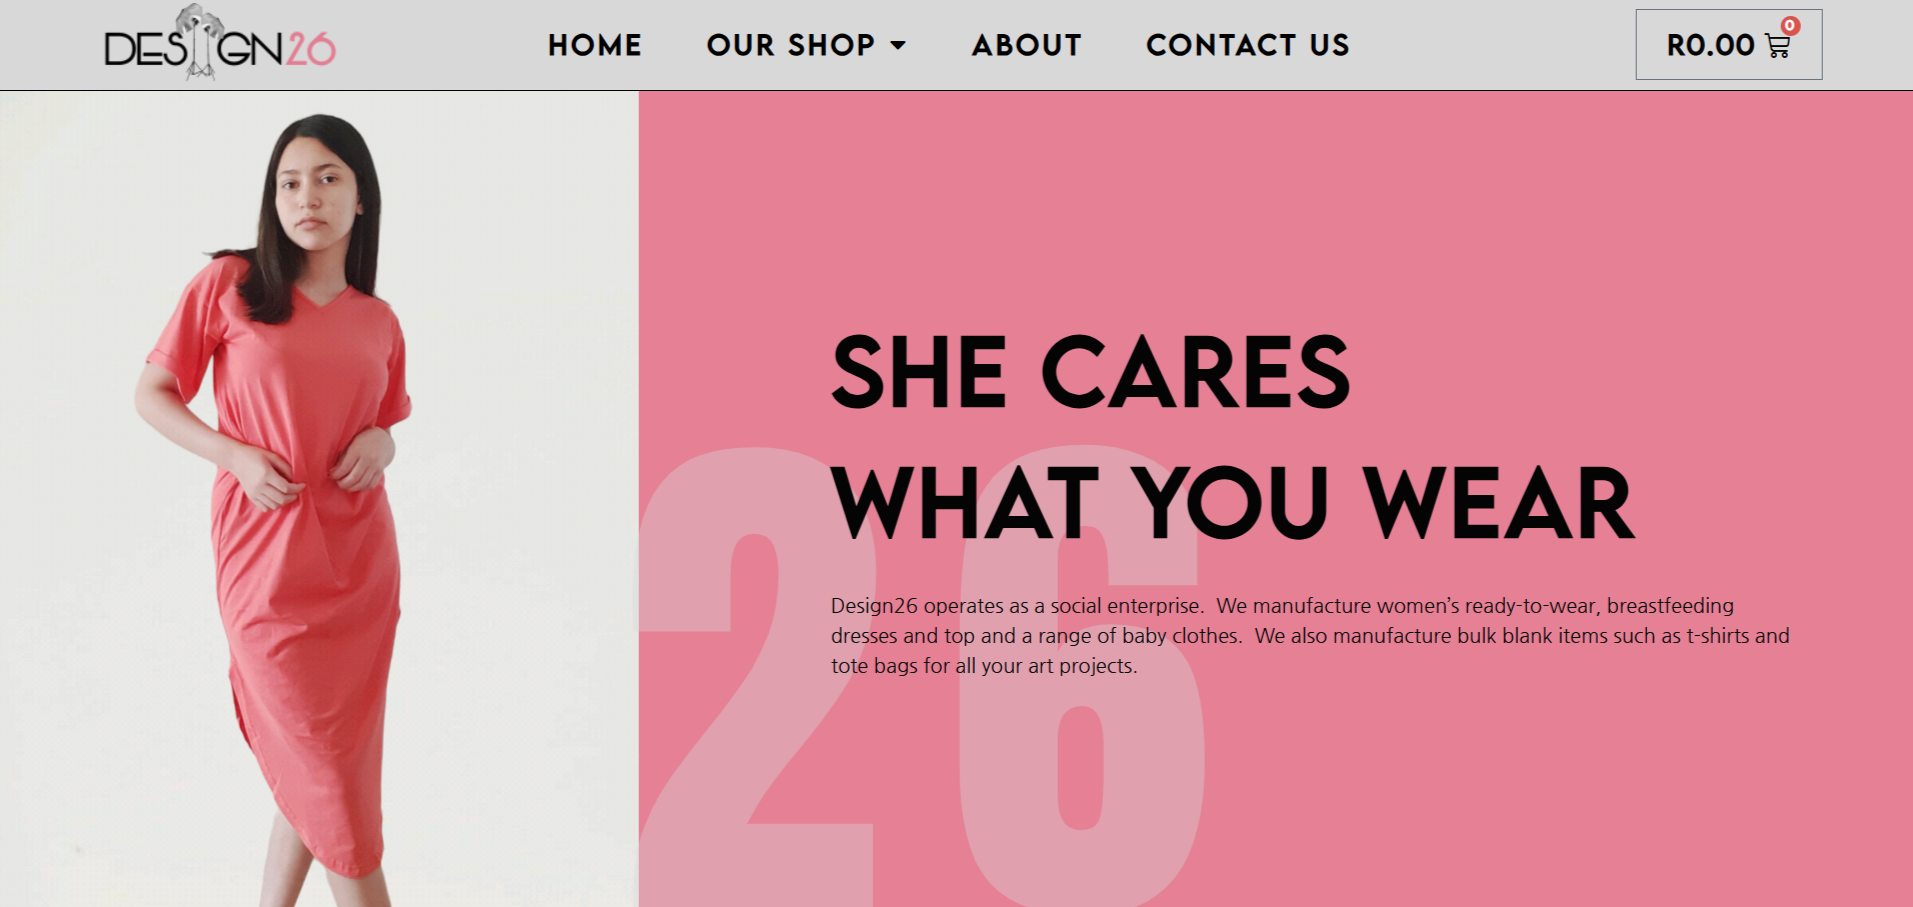 DESIGN26
HOME
OUR SHOP
ABOUT
CONTACT US
R0.00
0
SHE CARES
WHAT YOU WEAR
26
Design26 operates as a social enterprise.  We manufacture women’s ready-to-wear, breastfeeding
dresses and top and a range of baby clothes.  We also manufacture bulk blank items such as t-shirts and
tote bags for all your art projects.